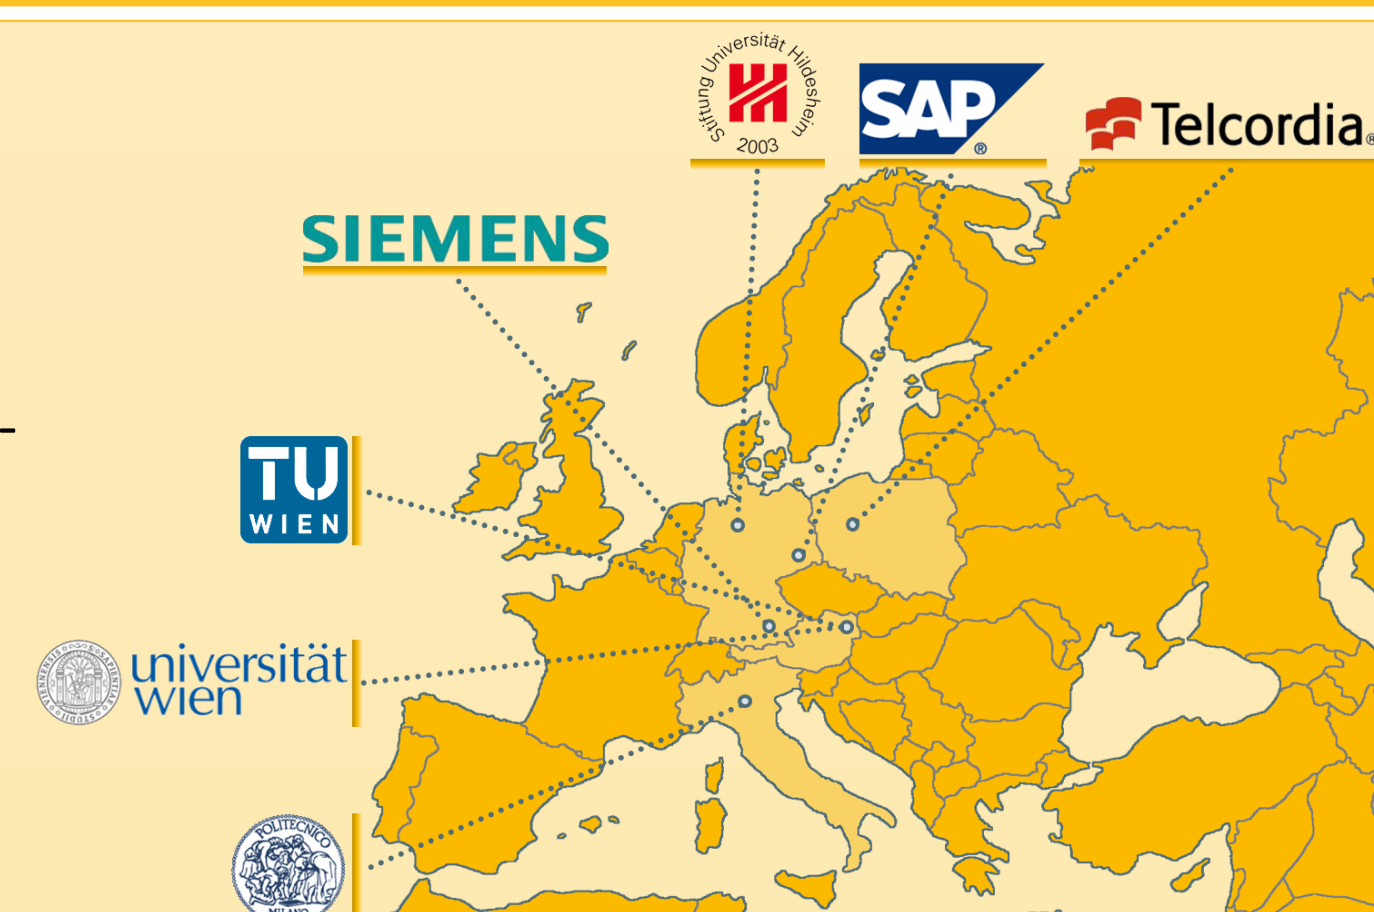 Stiftung Universität Hildesheim
2003
SAP
®
Telcordia
SIEMENS
TU
WIEN
universität
wien
POLITECNICO
MILANO